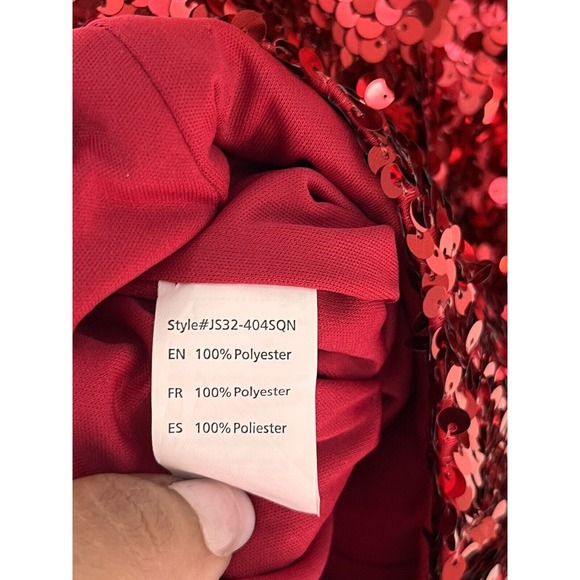 Style#JS32-404SQN
EN 100% Polyester
FR 100% Polyester
ES 100% Poliester